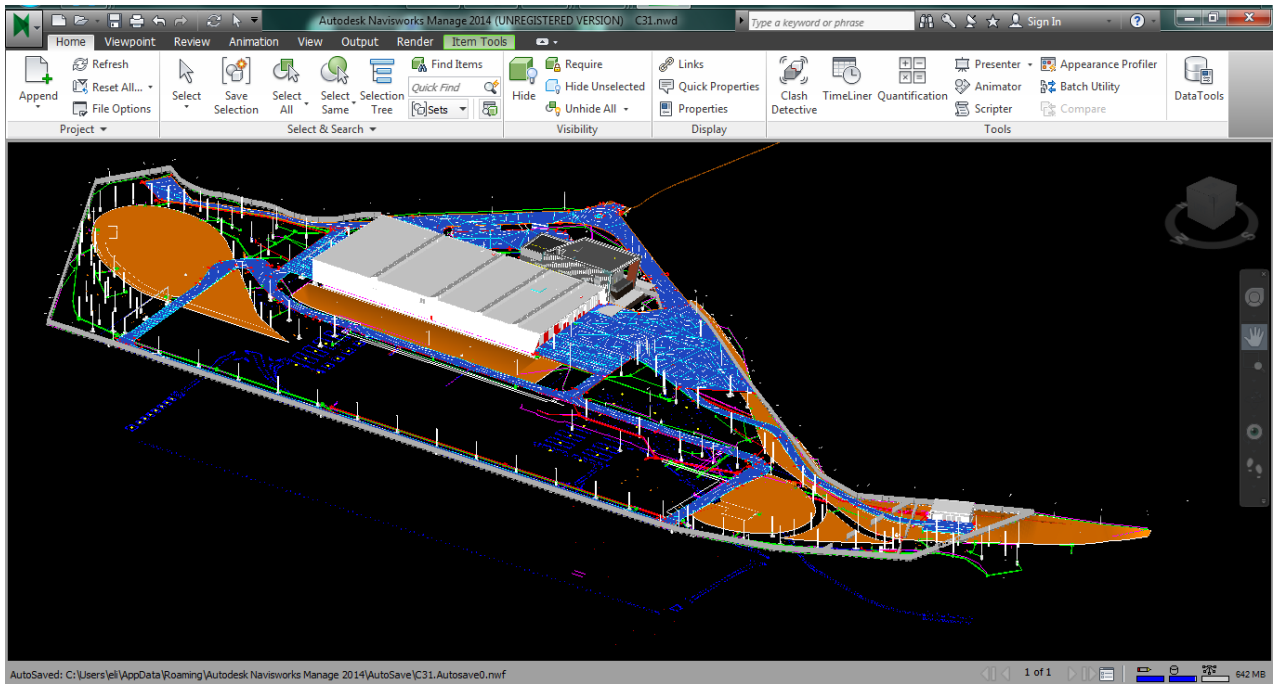 Autodesk Navisworks Manage 2014 (UNREGISTERED VERSION) C31.nwd
Type a keyword or phrase
Sign In
Home Viewpoint Review Animation View Output Render Item Tools
Append
Refresh
Reset All...
File Options
Project
Select
Save Selection
Select All
Select Same
Selection Tree
Find Items
Quick Find
Sets
Select & Search
Hide
Require
Hide Unselected
Unhide All
Visibility
Links
Quick Properties
Properties
Display
Clash Detective
TimeLiner
Quantification
Presenter
Animator
Scripter
Appearance Profiler
Batch Utility
Compare
Tools
DataTools
W
S
AutoSaved: C:\Users\eli\AppData\Roaming\Autodesk Navisworks Manage 2014\AutoSave\C31.Autosave0.nwf
1 of 1
642 MB